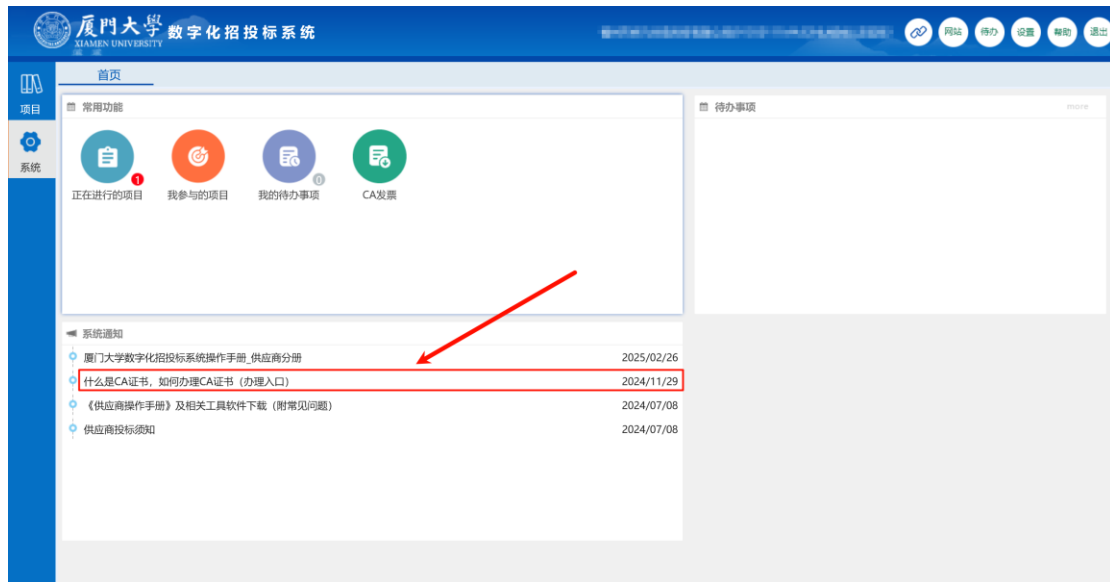 厦門大學 数字化招投标系统
XIAMEN UNIVERSITY
网站
待办
设置
帮助
退出
项目
系统
首页
常用功能
1
0
正在进行的项目
我参与的项目
我的待办事项
CA发票
待办事项
more
系统通知
厦门大学数字化招投标系统操作手册_供应商分册 2025/02/26
什么是CA证书，如何办理CA证书（办理入口） 2024/11/29
《供应商操作手册》及相关工具软件下载（附常见问题） 2024/07/08
供应商投标须知 2024/07/08